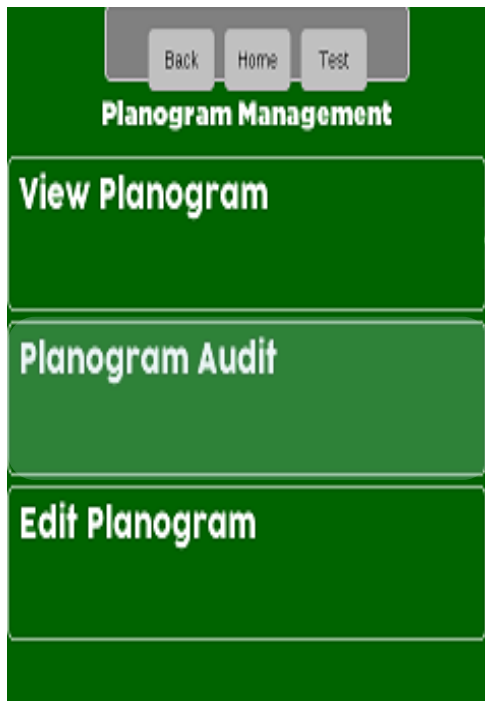 Back Home Test
Planogram Management
View Planogram
Planogram Audit
Edit Planogram